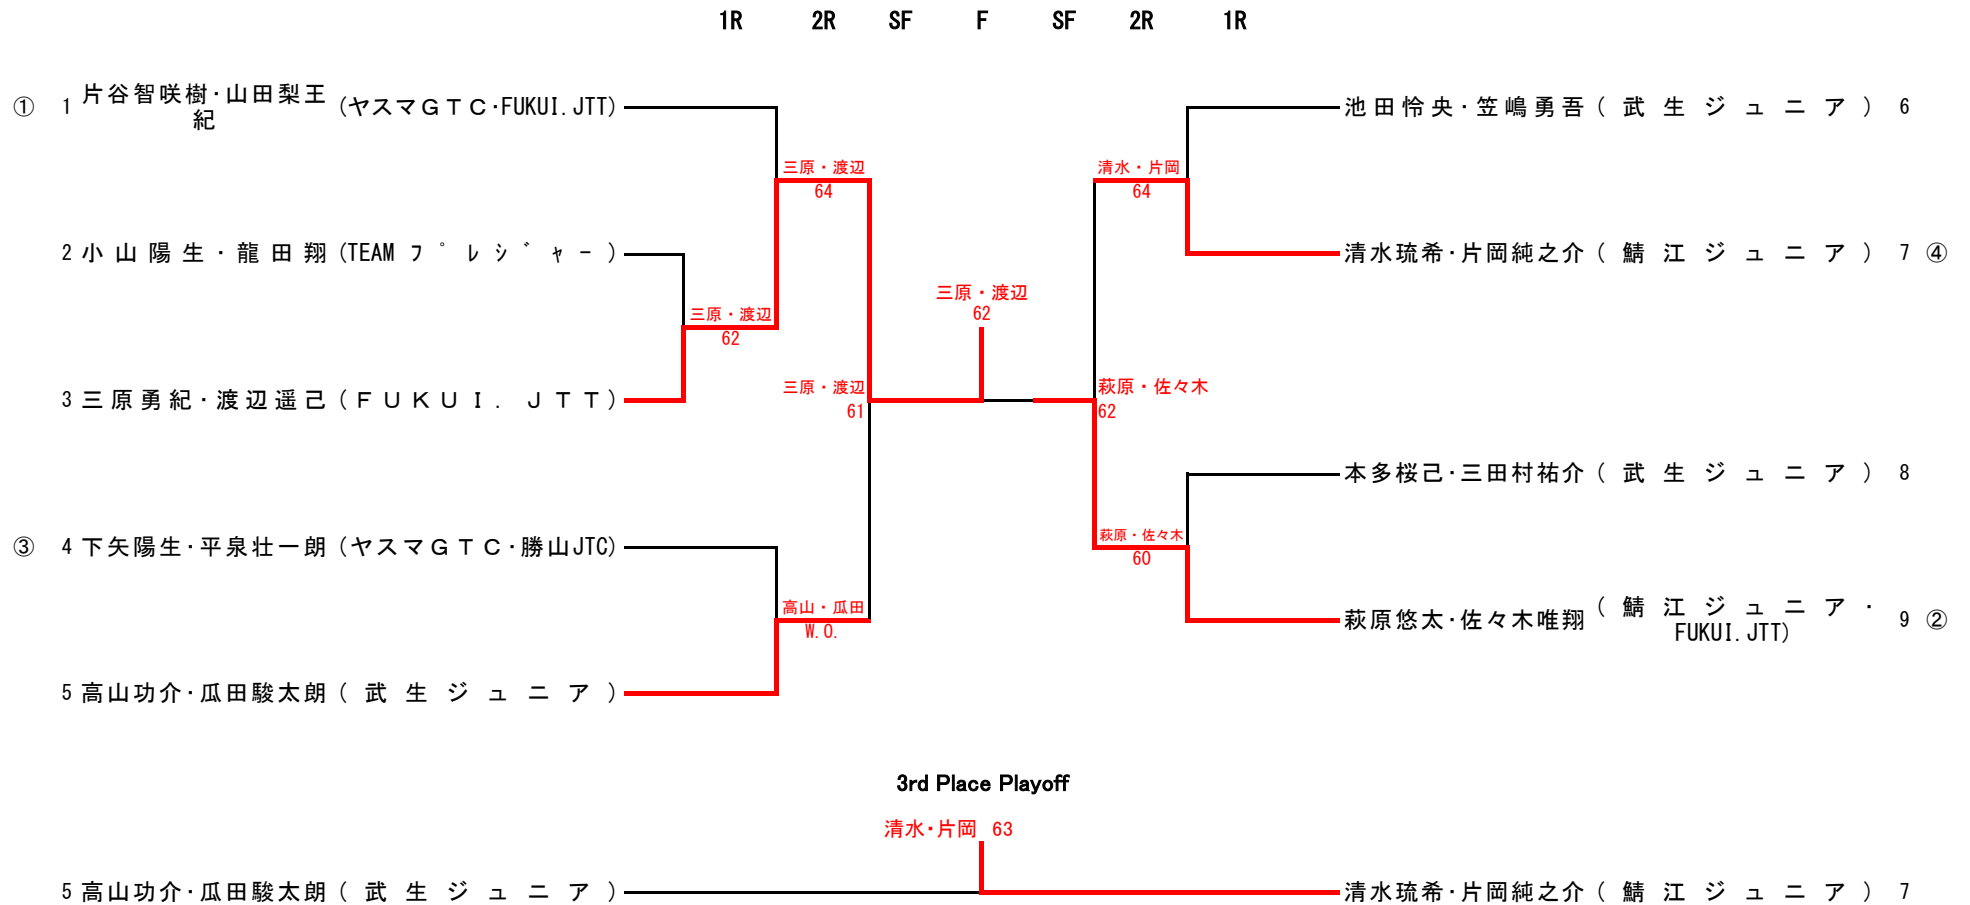 1R 2R SF F SF 2R 1R
① 1 片谷智咲樹・山田梨王紀 (ヤスマGTC・FUKUI.JTT)
池田怜央・笠嶋勇吾 (武生ジュニア) 6
三原・渡辺
64
清水・片岡
64
2 小山陽生・龍田翔 (TEAM プレジャー)
清水琉希・片岡純之介 (鯖江ジュニア) 7 ④
三原・渡辺
62
三原・渡辺
62
3 三原勇紀・渡辺遥己 (FUKUI.JTT)
三原・渡辺
61
萩原・佐々木
62
本多桜己・三田村祐介 (武生ジュニア) 8
③ 4 下矢陽生・平泉壮一朗 (ヤスマGTC・勝山JTC)
萩原・佐々木
60
高山・瓜田
W.O.
萩原悠太・佐々木唯翔 (鯖江ジュニア・FUKUI.JTT) 9 ②
5 高山功介・瓜田駿太朗 (武生ジュニア)
3rd Place Playoff
清水・片岡 63
5 高山功介・瓜田駿太朗 (武生ジュニア)
清水琉希・片岡純之介 (鯖江ジュニア) 7